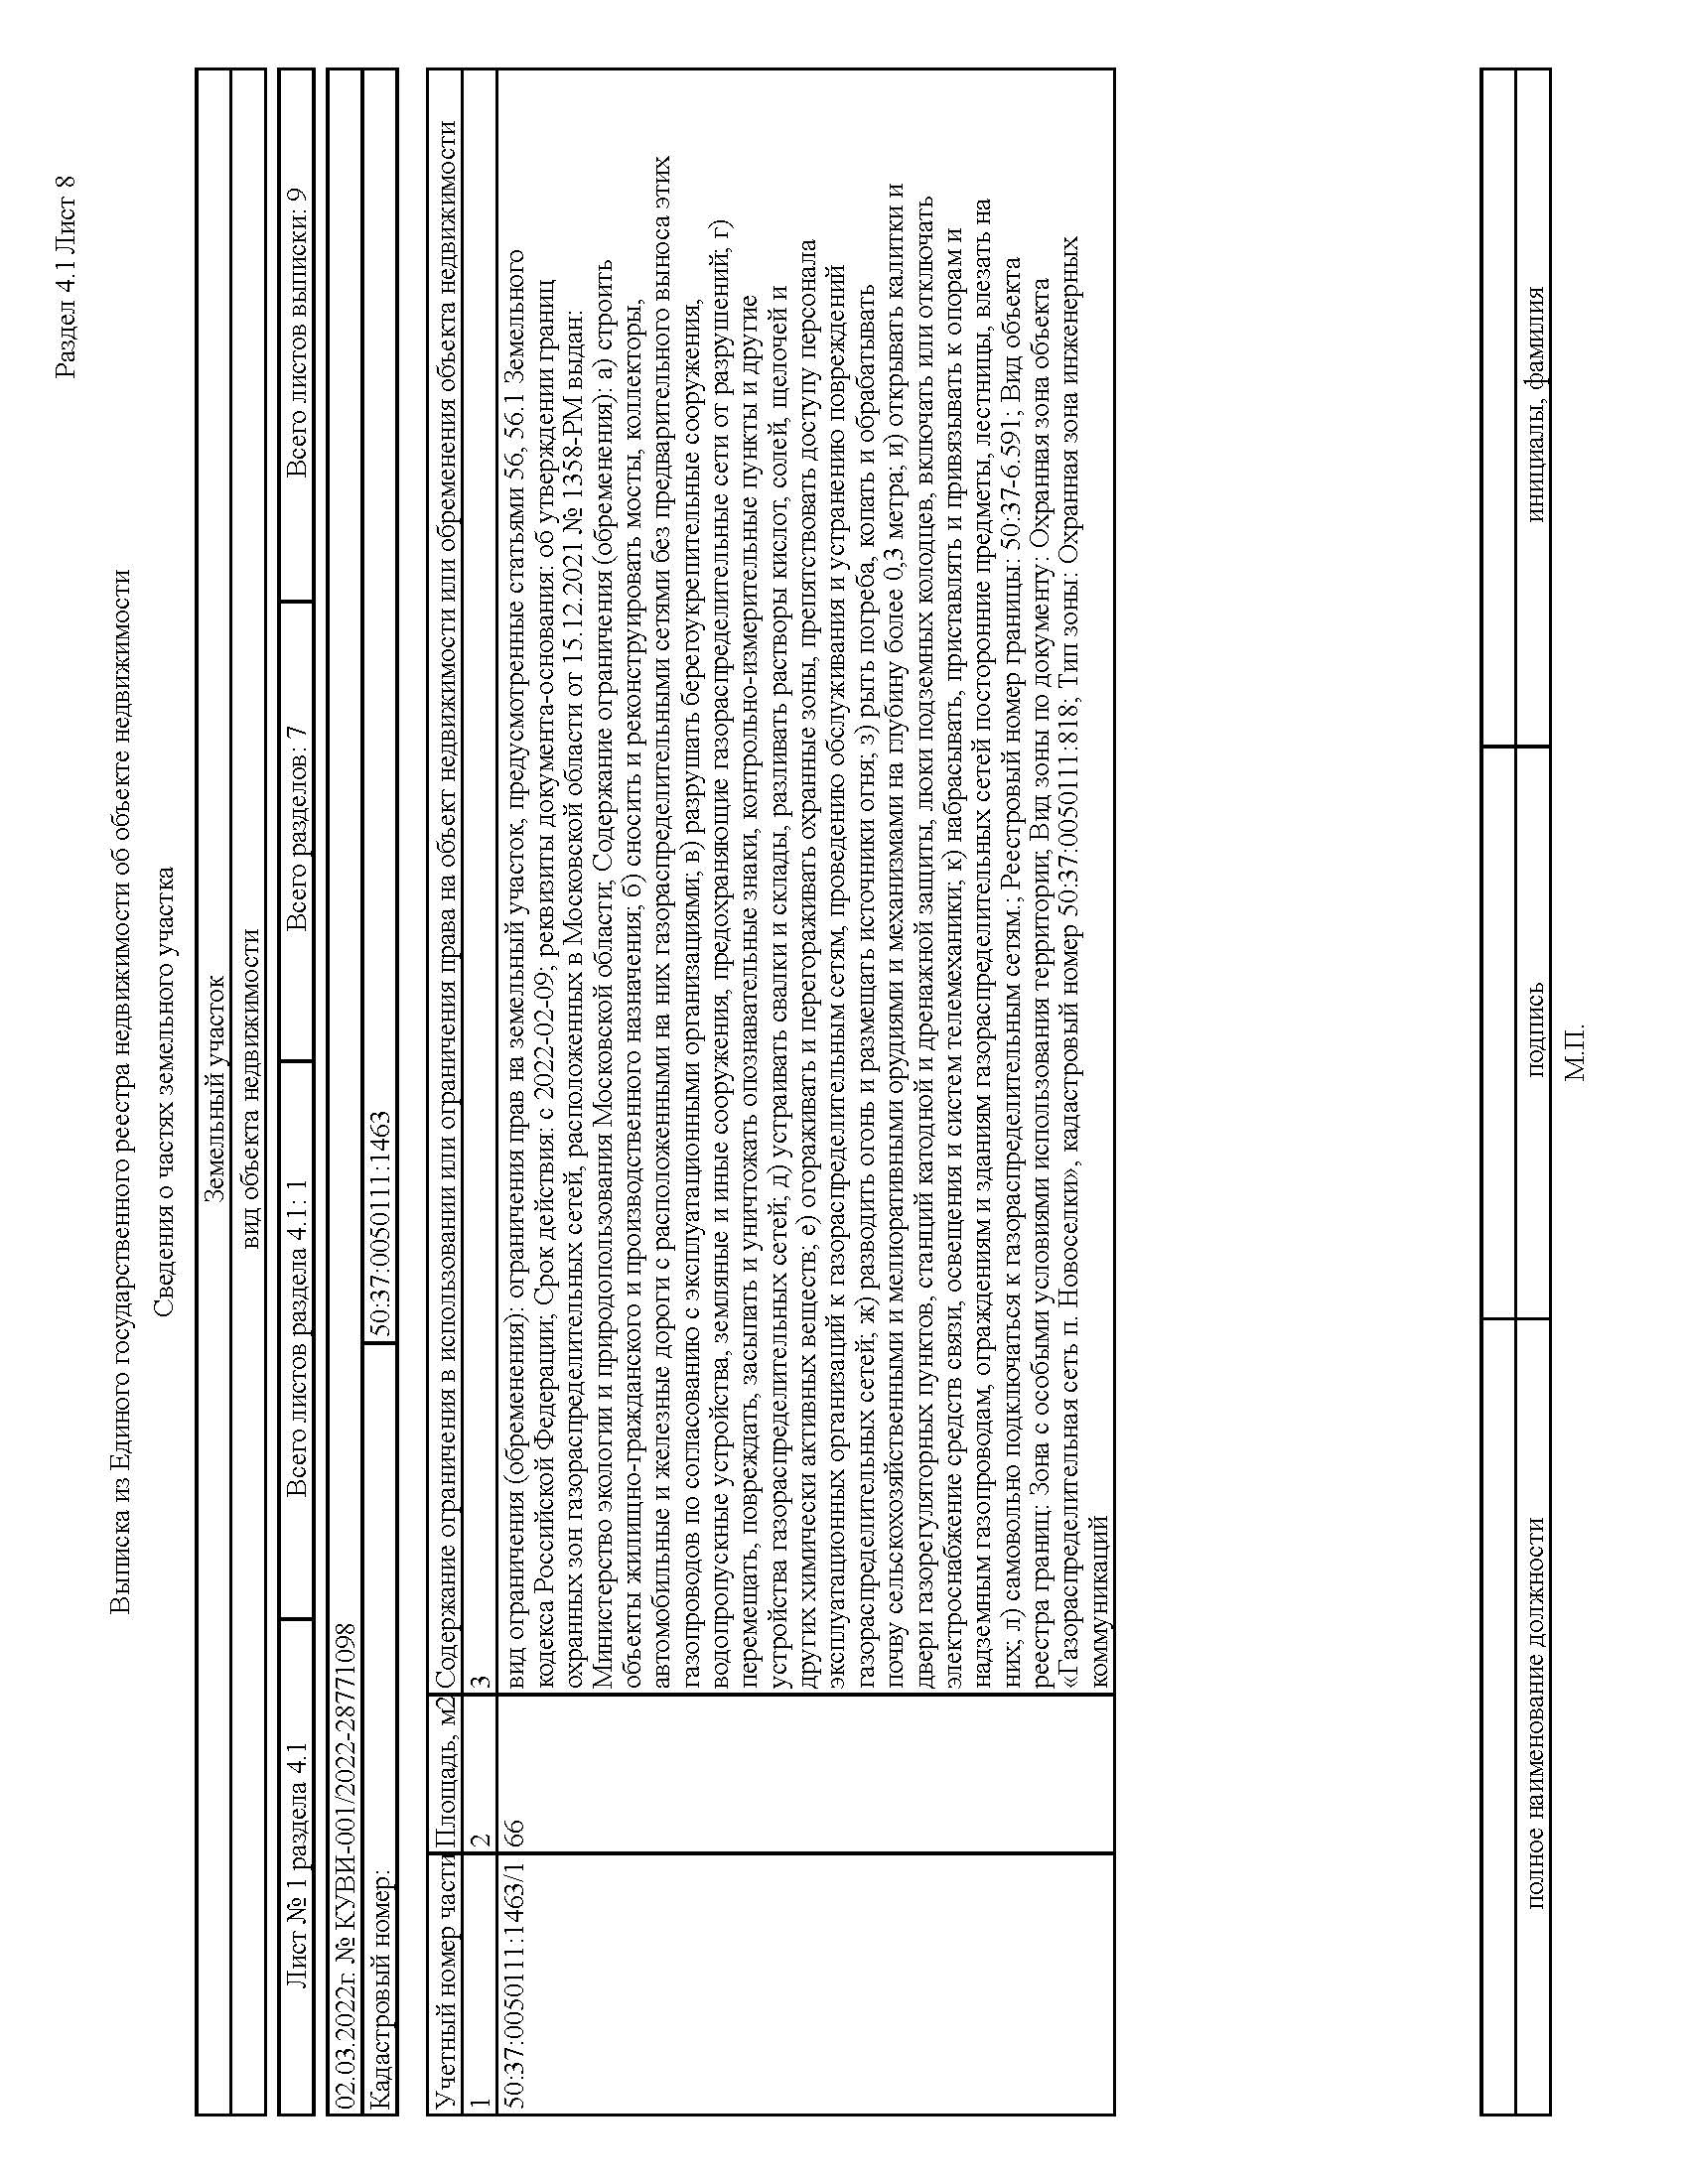 Раздел 4.1 Лист 8
Выписка из Единого государственного реестра недвижимости об объекте недвижимости
Сведения о частях земельного участка
Земельный участок
вид объекта недвижимости
Лист № 1 раздела 4.1 Всего листов раздела 4.1: 1 Всего разделов: 7 Всего листов выписки: 9
02.03.2022г. № КУВИ-001/2022-28771098
Кадастровый номер: 50:37:0050111:1463
Учетный номер части Площадь, м2 Содержание ограничения в использовании или ограничения права на объект недвижимости или обременения объекта недвижимости
1 2 3
50:37:0050111:1463/1 66 вид ограничения (обременения): ограничения прав на земельный участок, предусмотренные статьями 56, 56.1 Земельного
кодекса Российской Федерации; Срок действия: с 2022-02-09; реквизиты документа-основания: об утверждении границ
охранных зон газораспределительных сетей, расположенных в Московской области от 15.12.2021 № 1358-РМ выдан:
Министерство экологии и природопользования Московской области; Содержание ограничения (обременения): а) строить
объекты жилищно-гражданского и производственного назначения; б) сносить и реконструировать мосты, коллекторы,
автомобильные и железные дороги с расположенными на них газораспределительными сетями без предварительного выноса этих
газопроводов по согласованию с эксплуатационными организациями; в) разрушать берегоукрепительные сооружения,
водопропускные устройства, земляные и иные сооружения, предохраняющие газораспределительные сети от разрушений; г)
перемещать, повреждать, засыпать и уничтожать опознавательные знаки, контрольно-измерительные пункты и другие
устройства газораспределительных сетей; д) устраивать свалки и склады, разливать растворы кислот, солей, щелочей и
других химически активных веществ; е) огораживать и перегораживать охранные зоны, препятствовать доступу персонала
эксплуатационных организаций к газораспределительным сетям, проведению обслуживания и устранению повреждений
газораспределительных сетей; ж) разводить огонь и размещать источники огня; з) рыть погреба, копать и обрабатывать
почву сельскохозяйственными и мелиоративными орудиями и механизмами на глубину более 0,3 метра; и) открывать калитки и
двери газорегуляторных пунктов, станций катодной и дренажной защиты, люки подземных колодцев, включать или отключать
электроснабжение средств связи, освещения и систем телемеханики; к) набрасывать, приставлять и привязывать к опорам и
надземным газопроводам, ограждениям и зданиям газораспределительных сетей посторонние предметы, лестницы, влезать на
них; л) самовольно подключаться к газораспределительным сетям.; Реестровый номер границы: 50:37-6.591; Вид объекта
реестра границ: Зона с особыми условиями использования территории; Вид зоны по документу: Охранная зона объекта
«Газораспределительная сеть п. Новоселки», кадастровый номер 50:37:0050111:818; Тип зоны: Охранная зона инженерных
коммуникаций
полное наименование должности подпись инициалы, фамилия
М.П.